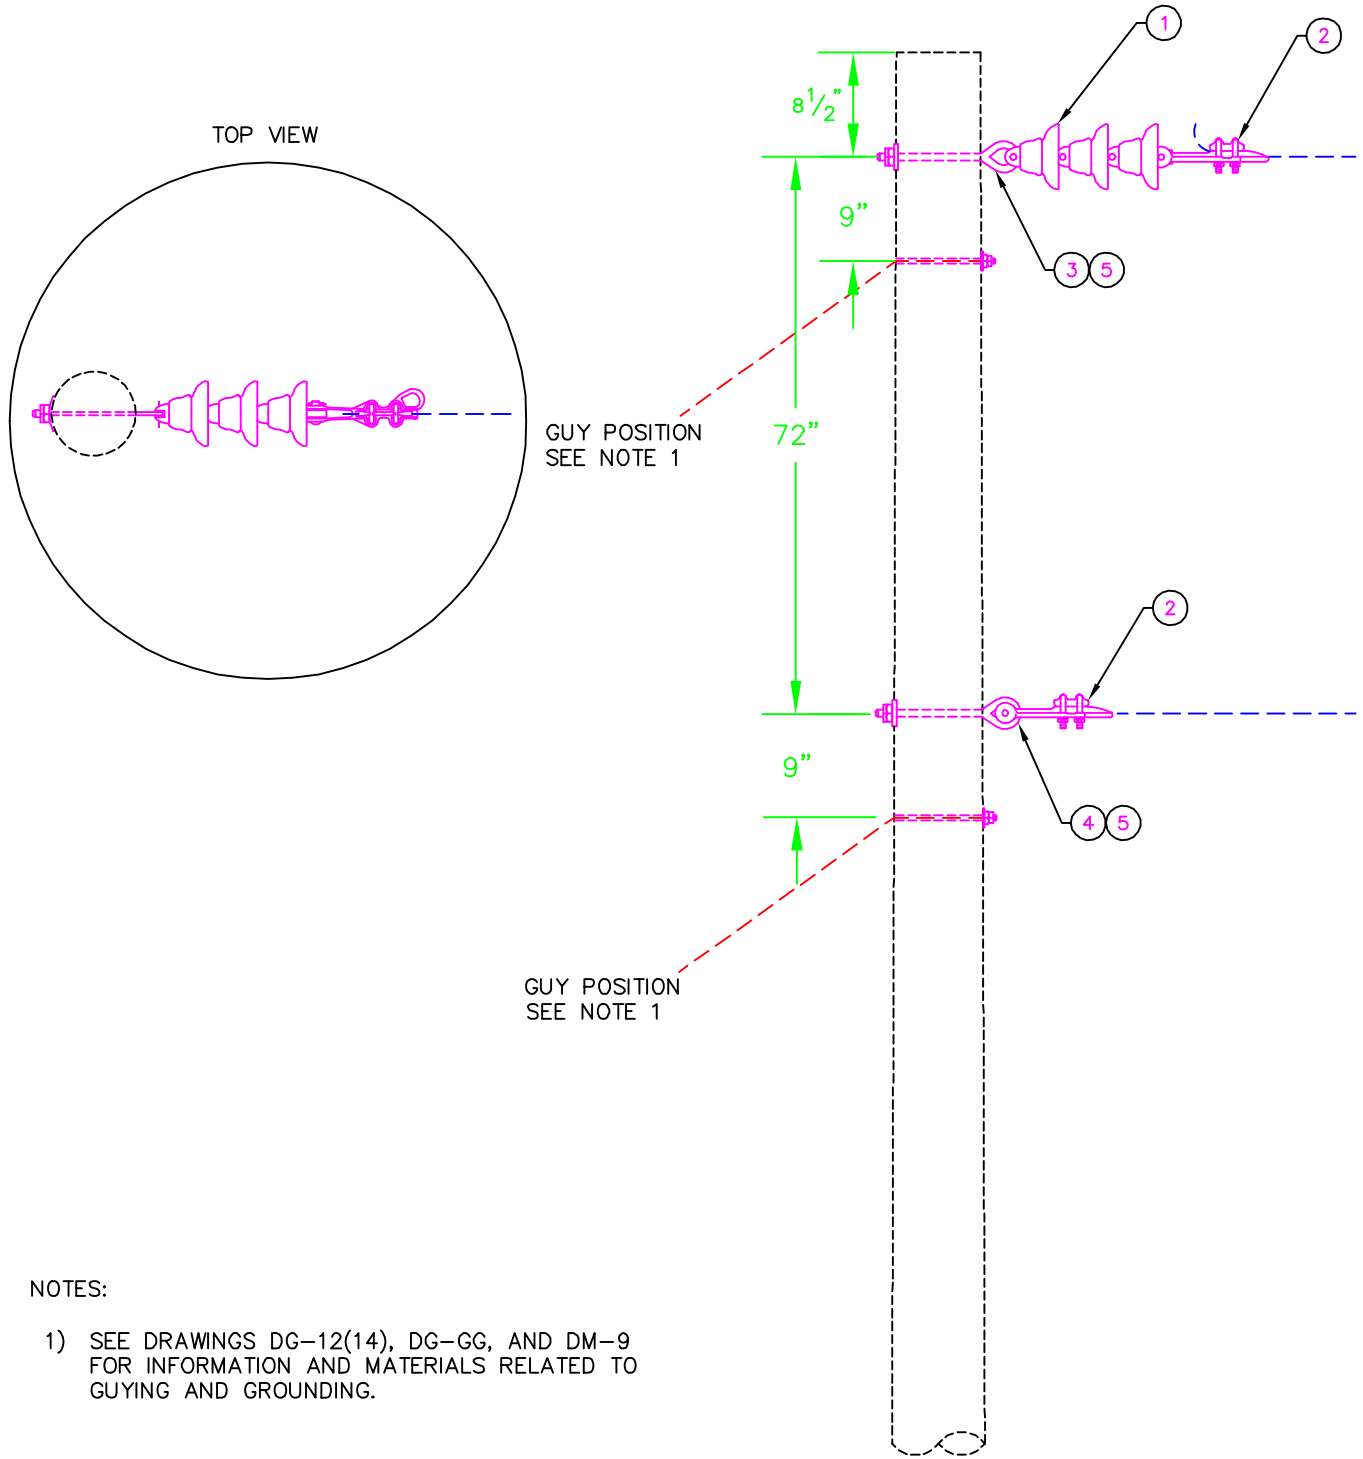 TOP VIEW
1
2
8 1/2"
9"
3 5
72"
GUY POSITION
SEE NOTE 1
2
9"
4 5
GUY POSITION
SEE NOTE 1
NOTES:
1) SEE DRAWINGS DG-12(14), DG-GG, AND DM-9
FOR INFORMATION AND MATERIALS RELATED TO
GUYING AND GROUNDING.